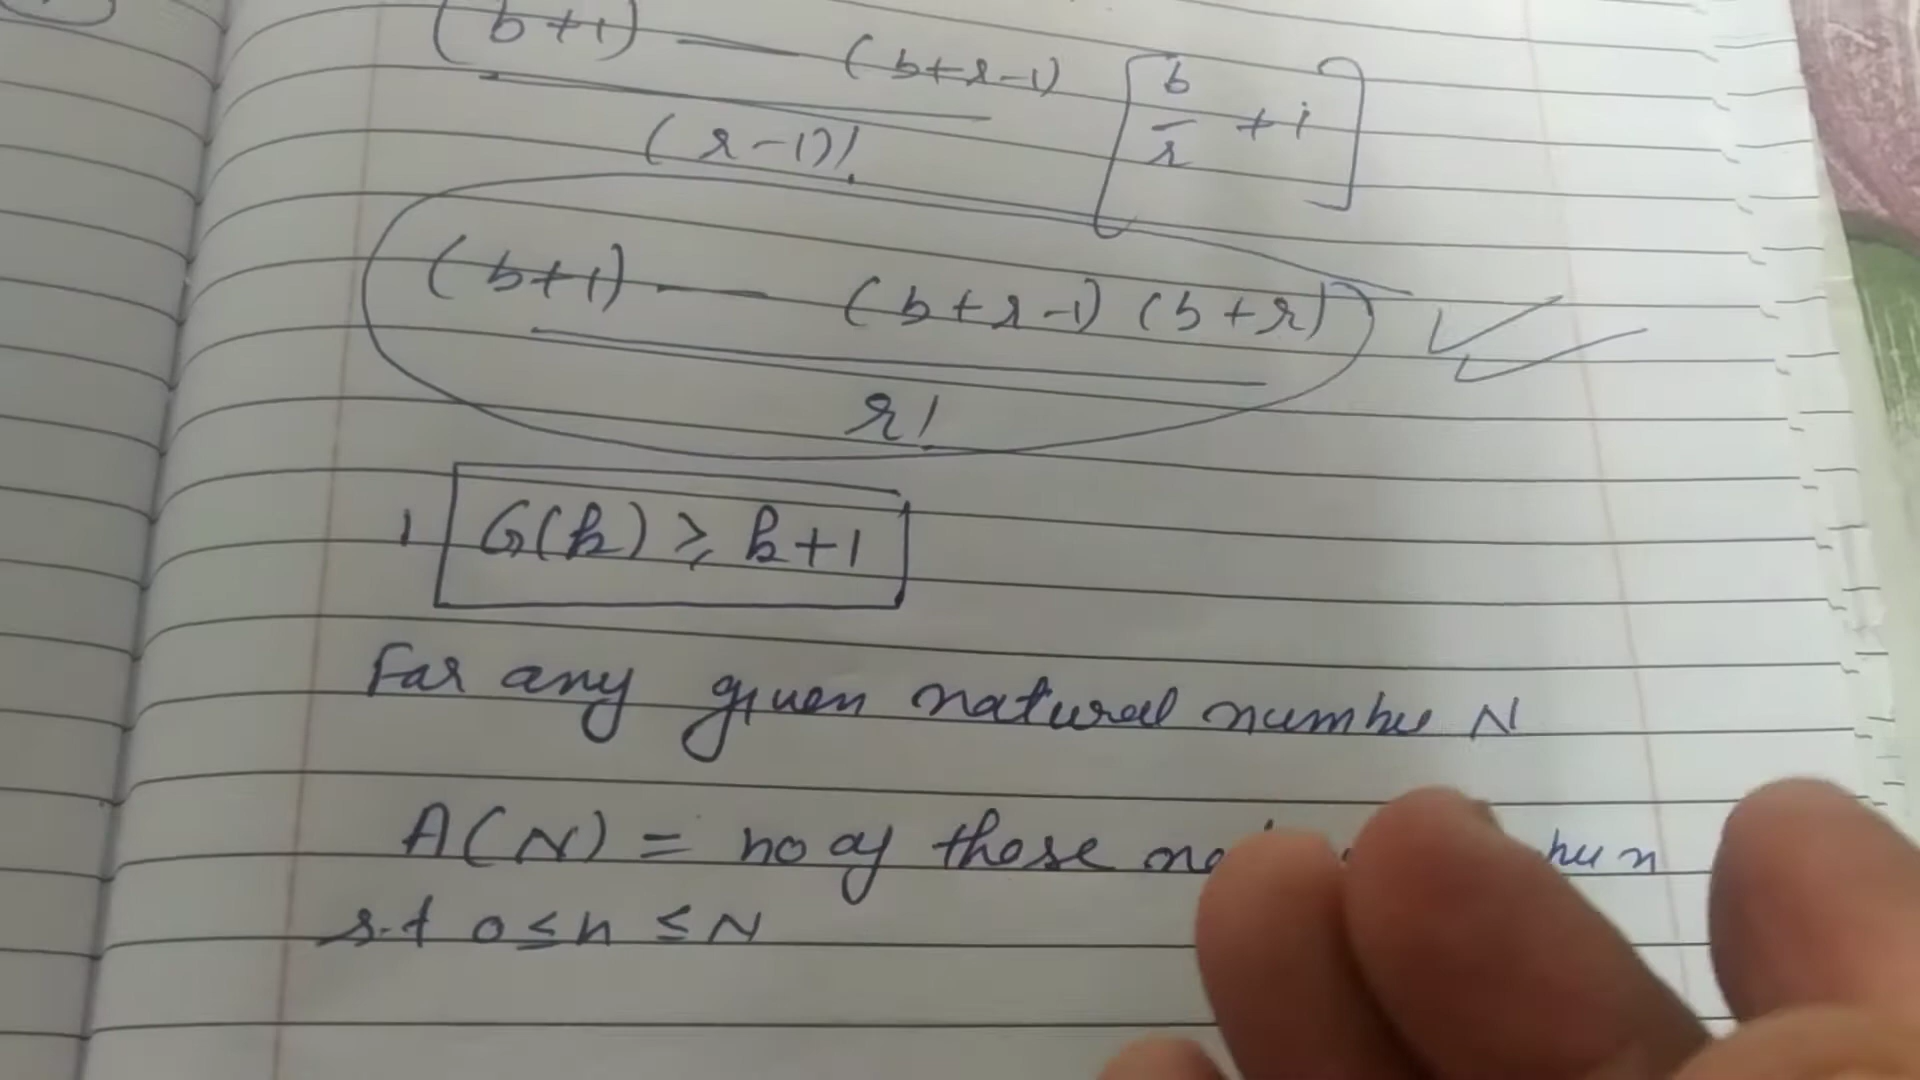 (b+1) — (b+r-1) [b/r + 1]
(r-1)!
(b+1) — (b+r-1) (b+r)
r!
G(k) ≥ k+1
For any given natural number N
A(N) = no of those
s.t 0 ≤ n ≤ N